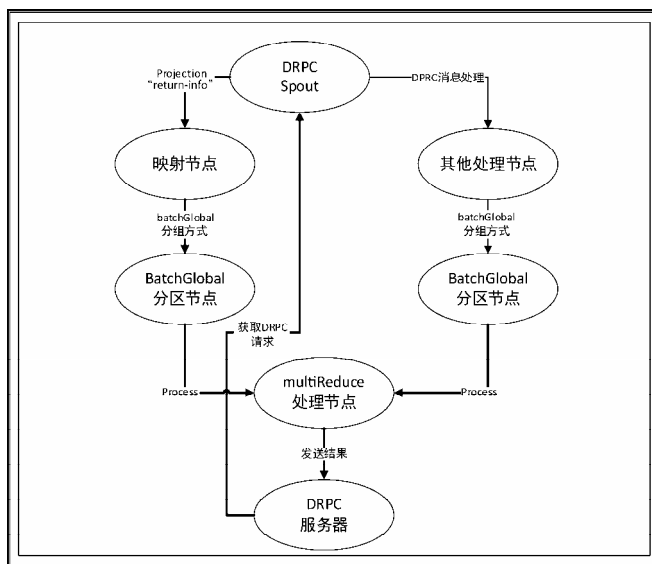 DRPC
Spout
Projection
“return-info”
DPRC消息处理
映射节点
其他处理节点
batchGlobal
分组方式
batchGlobal
分组方式
BatchGlobal
分区节点
BatchGlobal
分区节点
获取DRPC
请求
Process
multiReduce
处理节点
Process
发送结果
DRPC
服务器